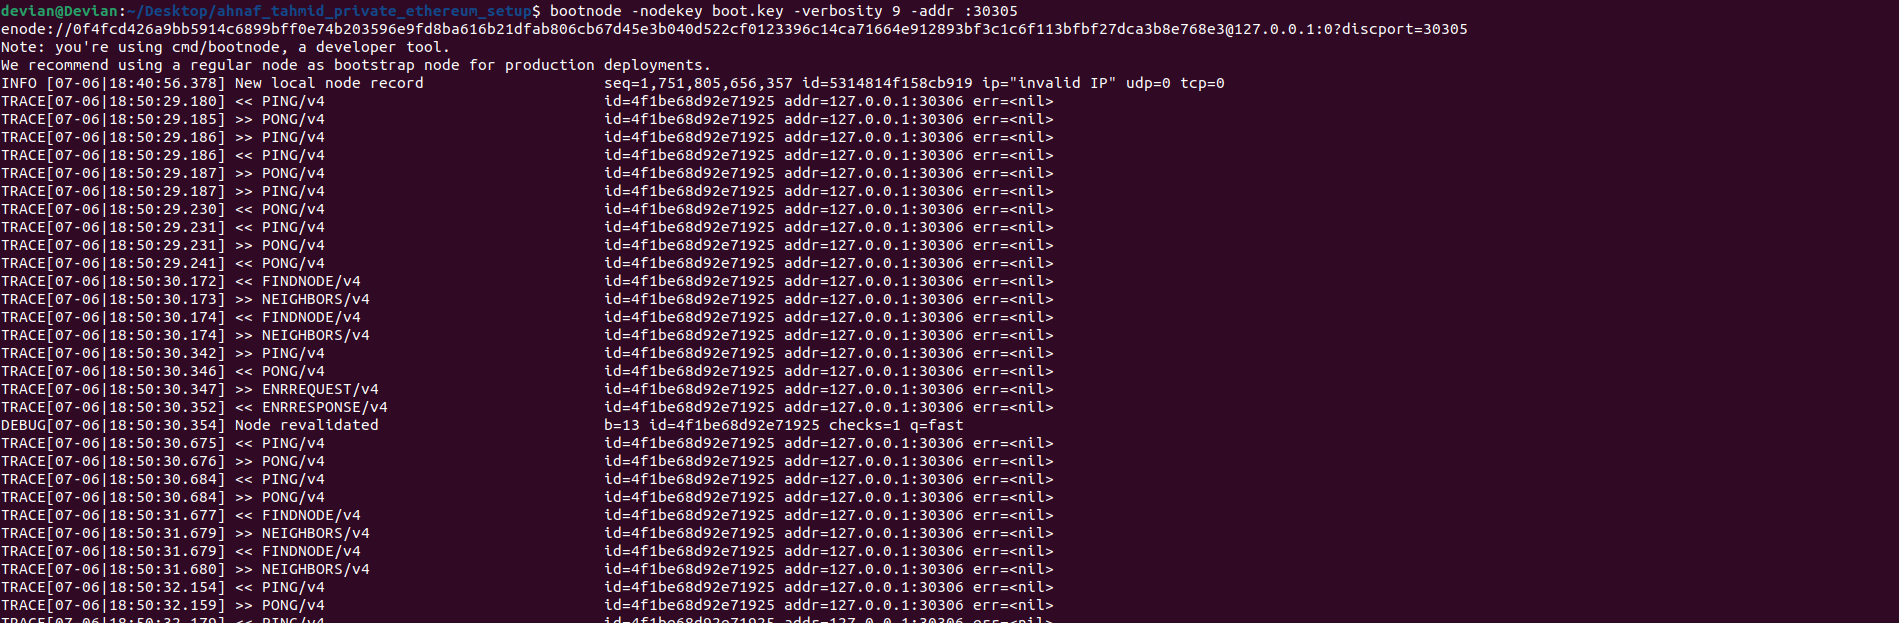 devian@Devian:~/Desktop/ahnaf_tahmid_private_ethereum_setup$ bootnode -nodekey boot.key -verbosity 9 -addr :30305
enode://0f4fcd426a9bb5914c6899bff0e74b203596e9fd8ba616b21dfab806cb67d45e3b040d522cf0123396c14ca71664e912893bf3c1c6f113bfbf27dca3b8e768e3@127.0.0.1:0?discport=30305
Note: you're using cmd/bootnode, a developer tool.
We recommend using a regular node as bootstrap node for production deployments.
INFO [07-06|18:40:56.378] New local node record seq=1,751,805,656,357 id=5314814f158cb919 ip="invalid IP" udp=0 tcp=0
TRACE[07-06|18:50:29.180] << PING/v4 id=4f1be68d92e71925 addr=127.0.0.1:30306 err=<nil>
TRACE[07-06|18:50:29.185] >> PONG/v4 id=4f1be68d92e71925 addr=127.0.0.1:30306 err=<nil>
TRACE[07-06|18:50:29.186] >> PING/v4 id=4f1be68d92e71925 addr=127.0.0.1:30306 err=<nil>
TRACE[07-06|18:50:29.186] << PING/v4 id=4f1be68d92e71925 addr=127.0.0.1:30306 err=<nil>
TRACE[07-06|18:50:29.187] >> PONG/v4 id=4f1be68d92e71925 addr=127.0.0.1:30306 err=<nil>
TRACE[07-06|18:50:29.187] >> PING/v4 id=4f1be68d92e71925 addr=127.0.0.1:30306 err=<nil>
TRACE[07-06|18:50:29.230] << PONG/v4 id=4f1be68d92e71925 addr=127.0.0.1:30306 err=<nil>
TRACE[07-06|18:50:29.231] << PING/v4 id=4f1be68d92e71925 addr=127.0.0.1:30306 err=<nil>
TRACE[07-06|18:50:29.231] >> PONG/v4 id=4f1be68d92e71925 addr=127.0.0.1:30306 err=<nil>
TRACE[07-06|18:50:29.241] << PONG/v4 id=4f1be68d92e71925 addr=127.0.0.1:30306 err=<nil>
TRACE[07-06|18:50:30.172] << FINDNODE/v4 id=4f1be68d92e71925 addr=127.0.0.1:30306 err=<nil>
TRACE[07-06|18:50:30.173] >> NEIGHBORS/v4 id=4f1be68d92e71925 addr=127.0.0.1:30306 err=<nil>
TRACE[07-06|18:50:30.174] << FINDNODE/v4 id=4f1be68d92e71925 addr=127.0.0.1:30306 err=<nil>
TRACE[07-06|18:50:30.174] >> NEIGHBORS/v4 id=4f1be68d92e71925 addr=127.0.0.1:30306 err=<nil>
TRACE[07-06|18:50:30.342] >> PING/v4 id=4f1be68d92e71925 addr=127.0.0.1:30306 err=<nil>
TRACE[07-06|18:50:30.346] << PONG/v4 id=4f1be68d92e71925 addr=127.0.0.1:30306 err=<nil>
TRACE[07-06|18:50:30.347] >> ENRREQUEST/v4 id=4f1be68d92e71925 addr=127.0.0.1:30306 err=<nil>
TRACE[07-06|18:50:30.352] << ENRRESPONSE/v4 id=4f1be68d92e71925 addr=127.0.0.1:30306 err=<nil>
DEBUG[07-06|18:50:30.354] Node revalidated b=13 id=4f1be68d92e71925 checks=1 q=fast
TRACE[07-06|18:50:30.675] << PING/v4 id=4f1be68d92e71925 addr=127.0.0.1:30306 err=<nil>
TRACE[07-06|18:50:30.676] >> PONG/v4 id=4f1be68d92e71925 addr=127.0.0.1:30306 err=<nil>
TRACE[07-06|18:50:30.684] << PING/v4 id=4f1be68d92e71925 addr=127.0.0.1:30306 err=<nil>
TRACE[07-06|18:50:30.684] >> PONG/v4 id=4f1be68d92e71925 addr=127.0.0.1:30306 err=<nil>
TRACE[07-06|18:50:31.677] << FINDNODE/v4 id=4f1be68d92e71925 addr=127.0.0.1:30306 err=<nil>
TRACE[07-06|18:50:31.679] >> NEIGHBORS/v4 id=4f1be68d92e71925 addr=127.0.0.1:30306 err=<nil>
TRACE[07-06|18:50:31.679] << FINDNODE/v4 id=4f1be68d92e71925 addr=127.0.0.1:30306 err=<nil>
TRACE[07-06|18:50:31.680] >> NEIGHBORS/v4 id=4f1be68d92e71925 addr=127.0.0.1:30306 err=<nil>
TRACE[07-06|18:50:32.154] << PING/v4 id=4f1be68d92e71925 addr=127.0.0.1:30306 err=<nil>
TRACE[07-06|18:50:32.159] >> PONG/v4 id=4f1be68d92e71925 addr=127.0.0.1:30306 err=<nil>
TRACE[07-06|18:50:32.179] << PING/v4 id=4f1be68d92e71925 addr=127.0.0.1:30306 err=<nil>